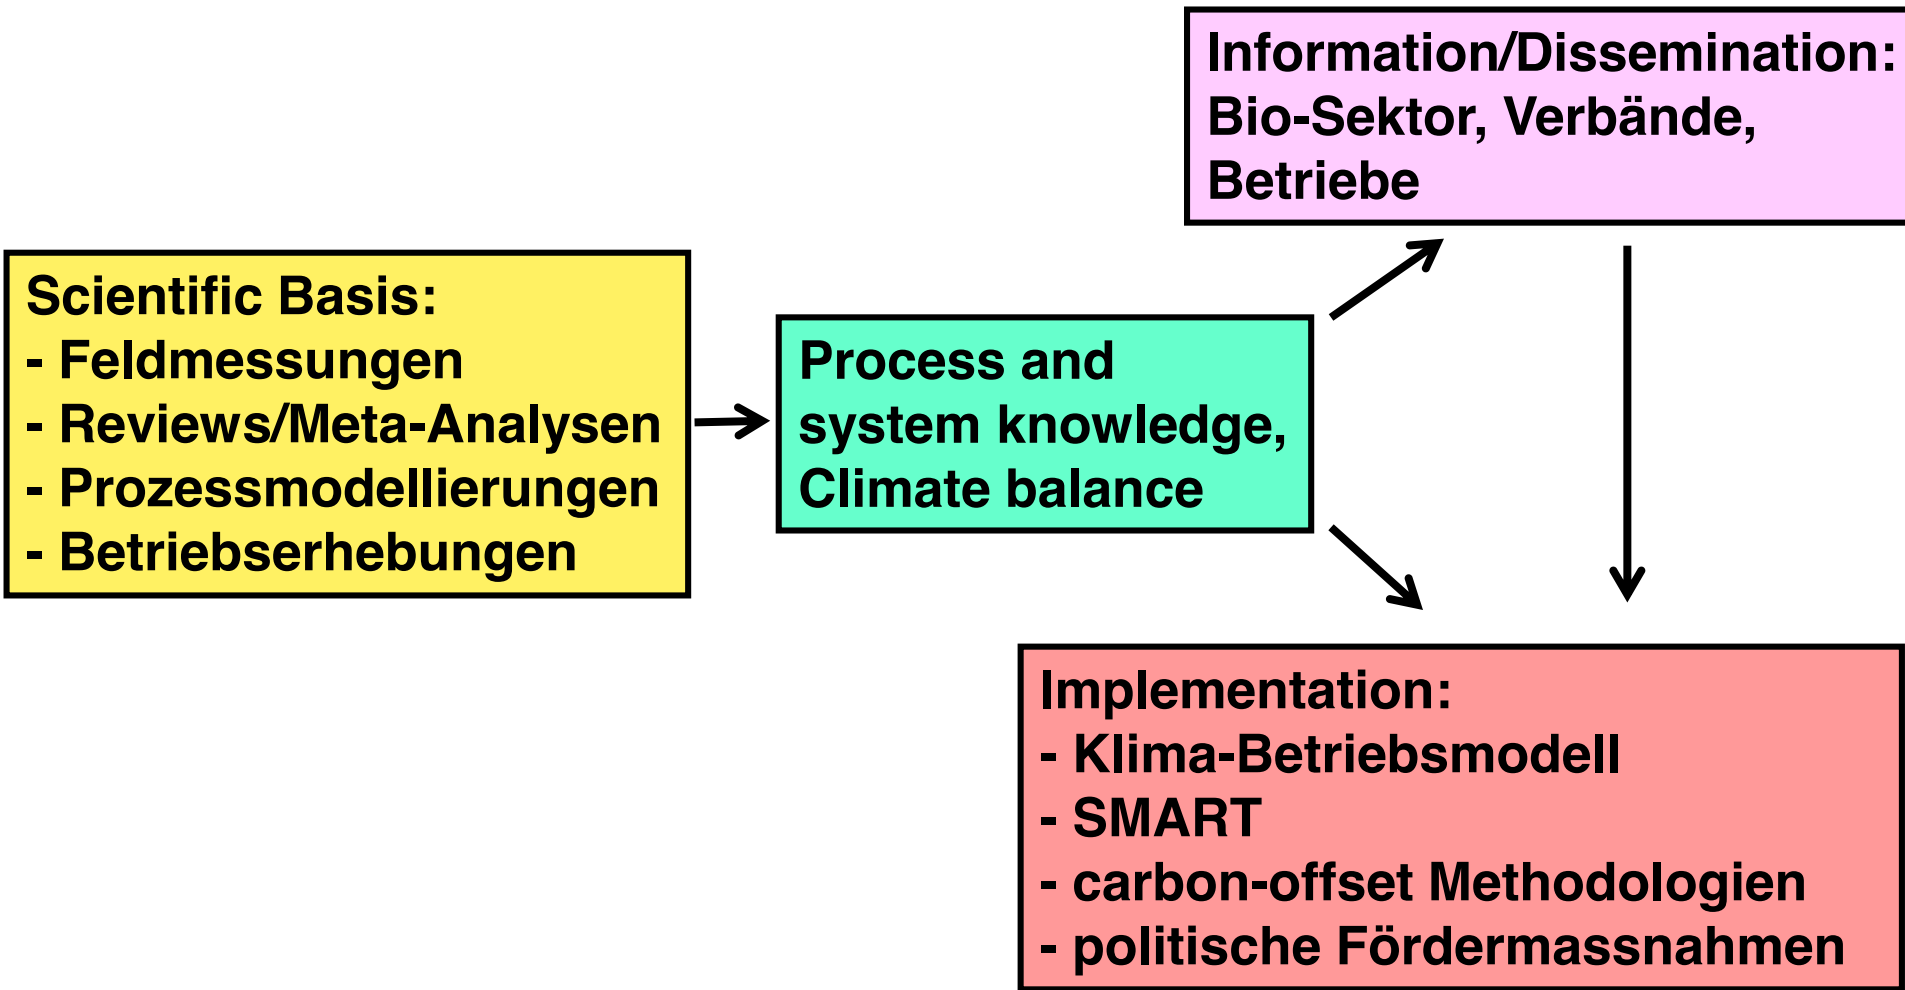 Information/Dissemination:
Bio-Sektor, Verbände,
Betriebe
Scientific Basis:
- Feldmessungen
- Reviews/Meta-Analysen
- Prozessmodellierungen
- Betriebserhebungen
Process and
system knowledge,
Climate balance
Implementation:
- Klima-Betriebsmodell
- SMART
- carbon-offset Methodologien
- politische Fördermassnahmen